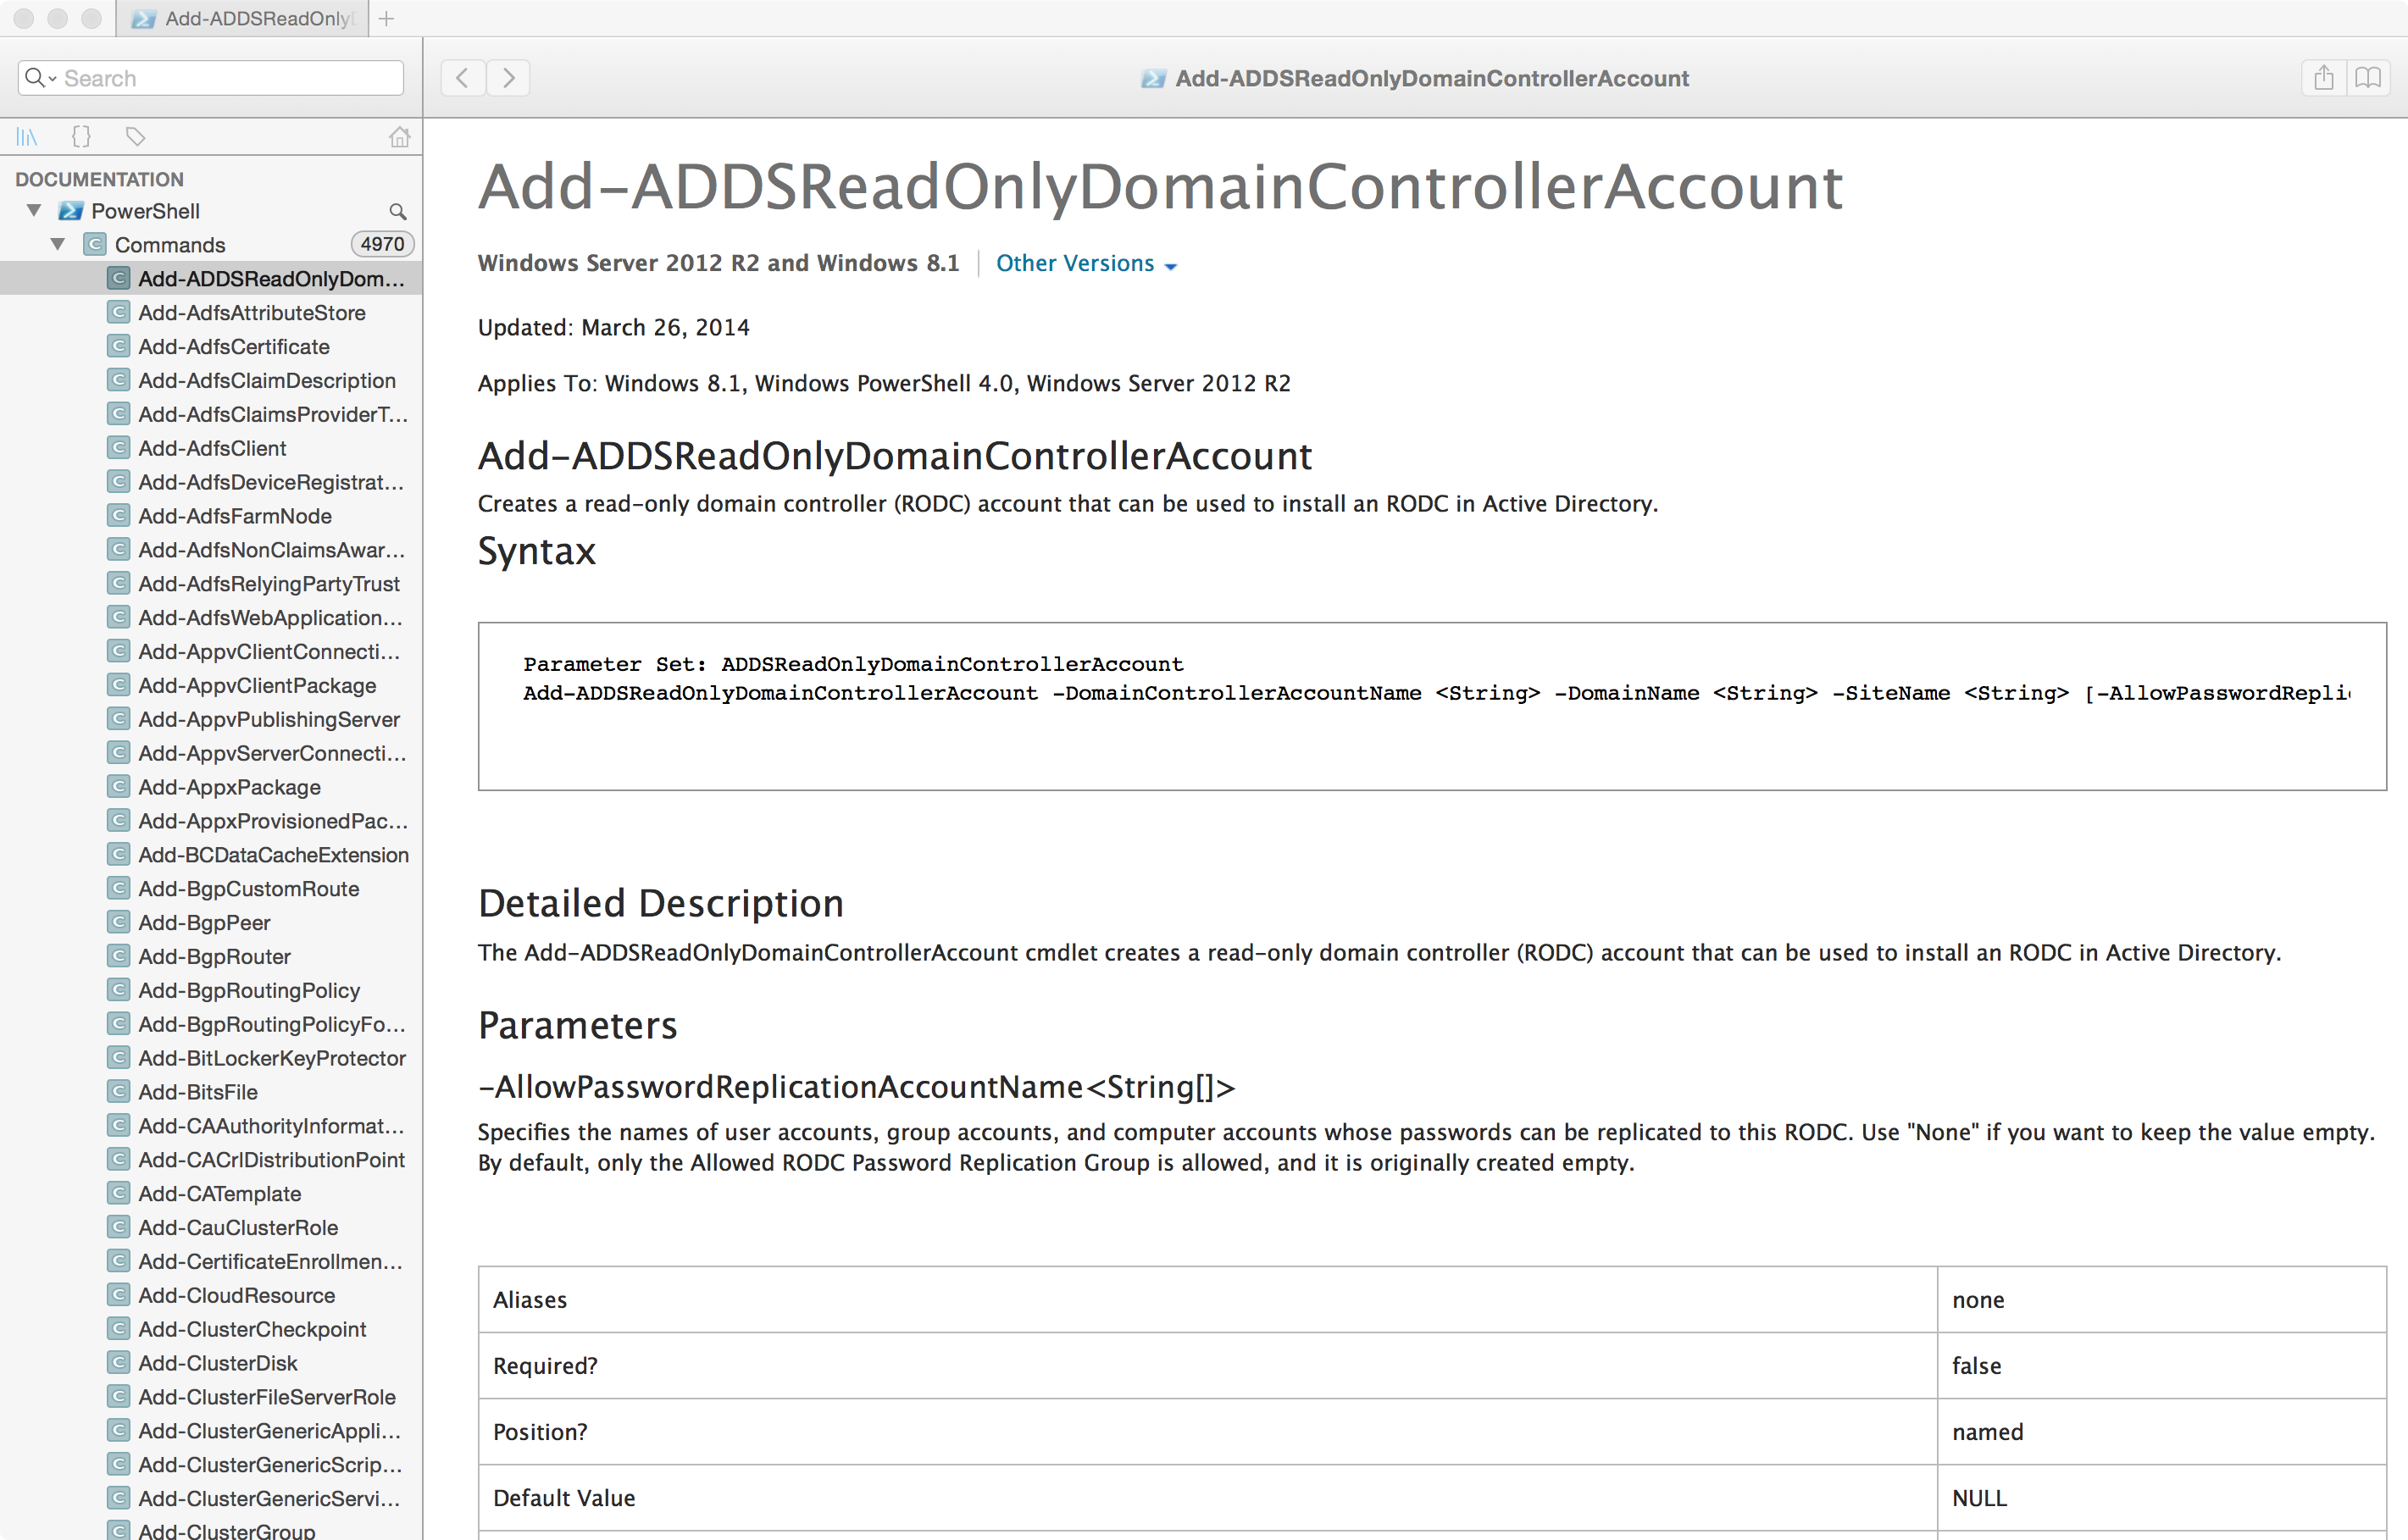 Add-ADDSReadOnly
Search
Add-ADDSReadOnlyDomainControllerAccount
DOCUMENTATION
PowerShell
Commands 4970
Add-ADDSReadOnlyDom...
Add-AdfsAttributeStore
Add-AdfsCertificate
Add-AdfsClaimDescription
Add-AdfsClaimsProviderT...
Add-AdfsClient
Add-AdfsDeviceRegistrat...
Add-AdfsFarmNode
Add-AdfsNonClaimsAwar...
Add-AdfsRelyingPartyTrust
Add-AdfsWebApplication...
Add-AppvClientConnecti...
Add-AppvClientPackage
Add-AppvPublishingServer
Add-AppvServerConnecti...
Add-AppxPackage
Add-AppxProvisionedPac...
Add-BCDataCacheExtension
Add-BgpCustomRoute
Add-BgpPeer
Add-BgpRouter
Add-BgpRoutingPolicy
Add-BgpRoutingPolicyFo...
Add-BitLockerKeyProtector
Add-BitsFile
Add-CAAuthorityInformat...
Add-CACrlDistributionPoint
Add-CATemplate
Add-CauClusterRole
Add-CertificateEnrollmen...
Add-CloudResource
Add-ClusterCheckpoint
Add-ClusterDisk
Add-ClusterFileServerRole
Add-ClusterGenericAppli...
Add-ClusterGenericScrip...
Add-ClusterGenericServi...
Add-ClusterGroup
Add-ADDSReadOnlyDomainControllerAccount
Windows Server 2012 R2 and Windows 8.1 Other Versions
Updated: March 26, 2014
Applies To: Windows 8.1, Windows PowerShell 4.0, Windows Server 2012 R2
Add-ADDSReadOnlyDomainControllerAccount
Creates a read-only domain controller (RODC) account that can be used to install an RODC in Active Directory.
Syntax
Parameter Set: ADDSReadOnlyDomainControllerAccount
Add-ADDSReadOnlyDomainControllerAccount -DomainControllerAccountName <String> -DomainName <String> -SiteName <String> [-AllowPasswordRepli
Detailed Description
The Add-ADDSReadOnlyDomainControllerAccount cmdlet creates a read-only domain controller (RODC) account that can be used to install an RODC in Active Directory.
Parameters
-AllowPasswordReplicationAccountName<String[]>
Specifies the names of user accounts, group accounts, and computer accounts whose passwords can be replicated to this RODC. Use "None" if you want to keep the value empty.
By default, only the Allowed RODC Password Replication Group is allowed, and it is originally created empty.
Aliases none
Required? false
Position? named
Default Value NULL